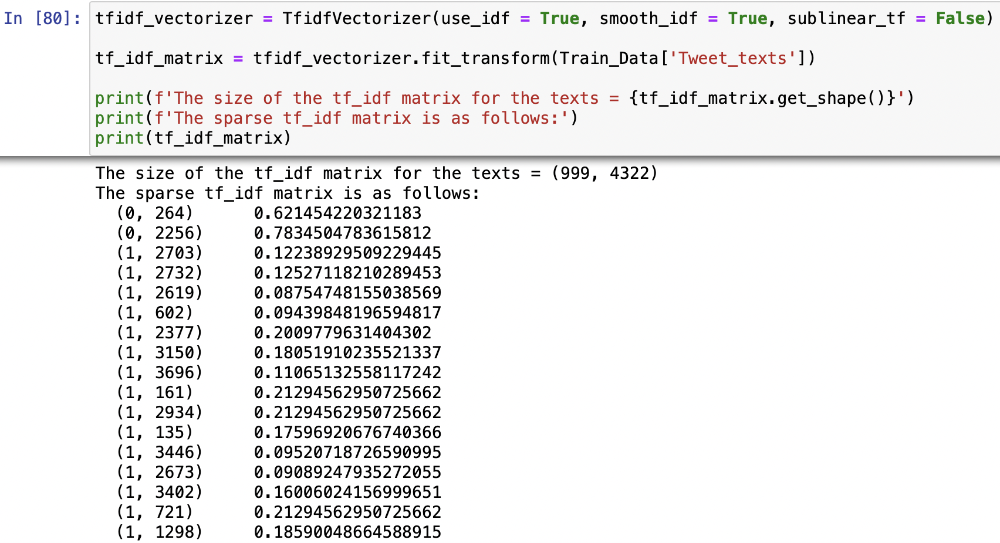 In [80]: tfidf_vectorizer = TfidfVectorizer(use_idf = True, smooth_idf = True, sublinear_tf = False)
tf_idf_matrix = tfidf_vectorizer.fit_transform(Train_Data['Tweet_texts'])
print(f'The size of the tf_idf matrix for the texts = {tf_idf_matrix.get_shape()}')
print(f'The sparse tf_idf matrix is as follows:')
print(tf_idf_matrix)
The size of the tf_idf matrix for the texts = (999, 4322)
The sparse tf_idf matrix is as follows:
(0, 264) 0.621454220321183
(0, 2256) 0.7834504783615812
(1, 2703) 0.12238929509229445
(1, 2732) 0.12527118210289453
(1, 2619) 0.08754748155038569
(1, 602) 0.09439848196594817
(1, 2377) 0.2009779631404302
(1, 3150) 0.18051910235521337
(1, 3696) 0.11065132558117242
(1, 161) 0.21294562950725662
(1, 2934) 0.21294562950725662
(1, 135) 0.17596920676740366
(1, 3446) 0.09520718726590995
(1, 2673) 0.09089247935272055
(1, 3402) 0.16006024156999651
(1, 721) 0.21294562950725662
(1, 1298) 0.18590048664588915